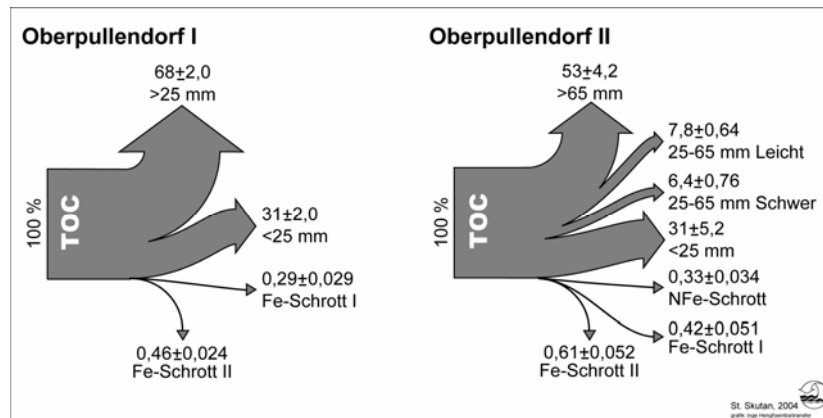 Oberpullendorf I
68±2,0
>25 mm
100 %
TOC
31±2,0
<25 mm
0,29±0,029
Fe-Schrott I
0,46±0,024
Fe-Schrott II
Oberpullendorf II
53±4,2
>65 mm
7,8±0,64
25-65 mm Leicht
6,4±0,76
25-65 mm Schwer
100 %
TOC
31±5,2
<25 mm
0,33±0,034
NFe-Schrott
0,42±0,051
Fe-Schrott I
0,61±0,052
Fe-Schrott II
St. Skutan, 2004